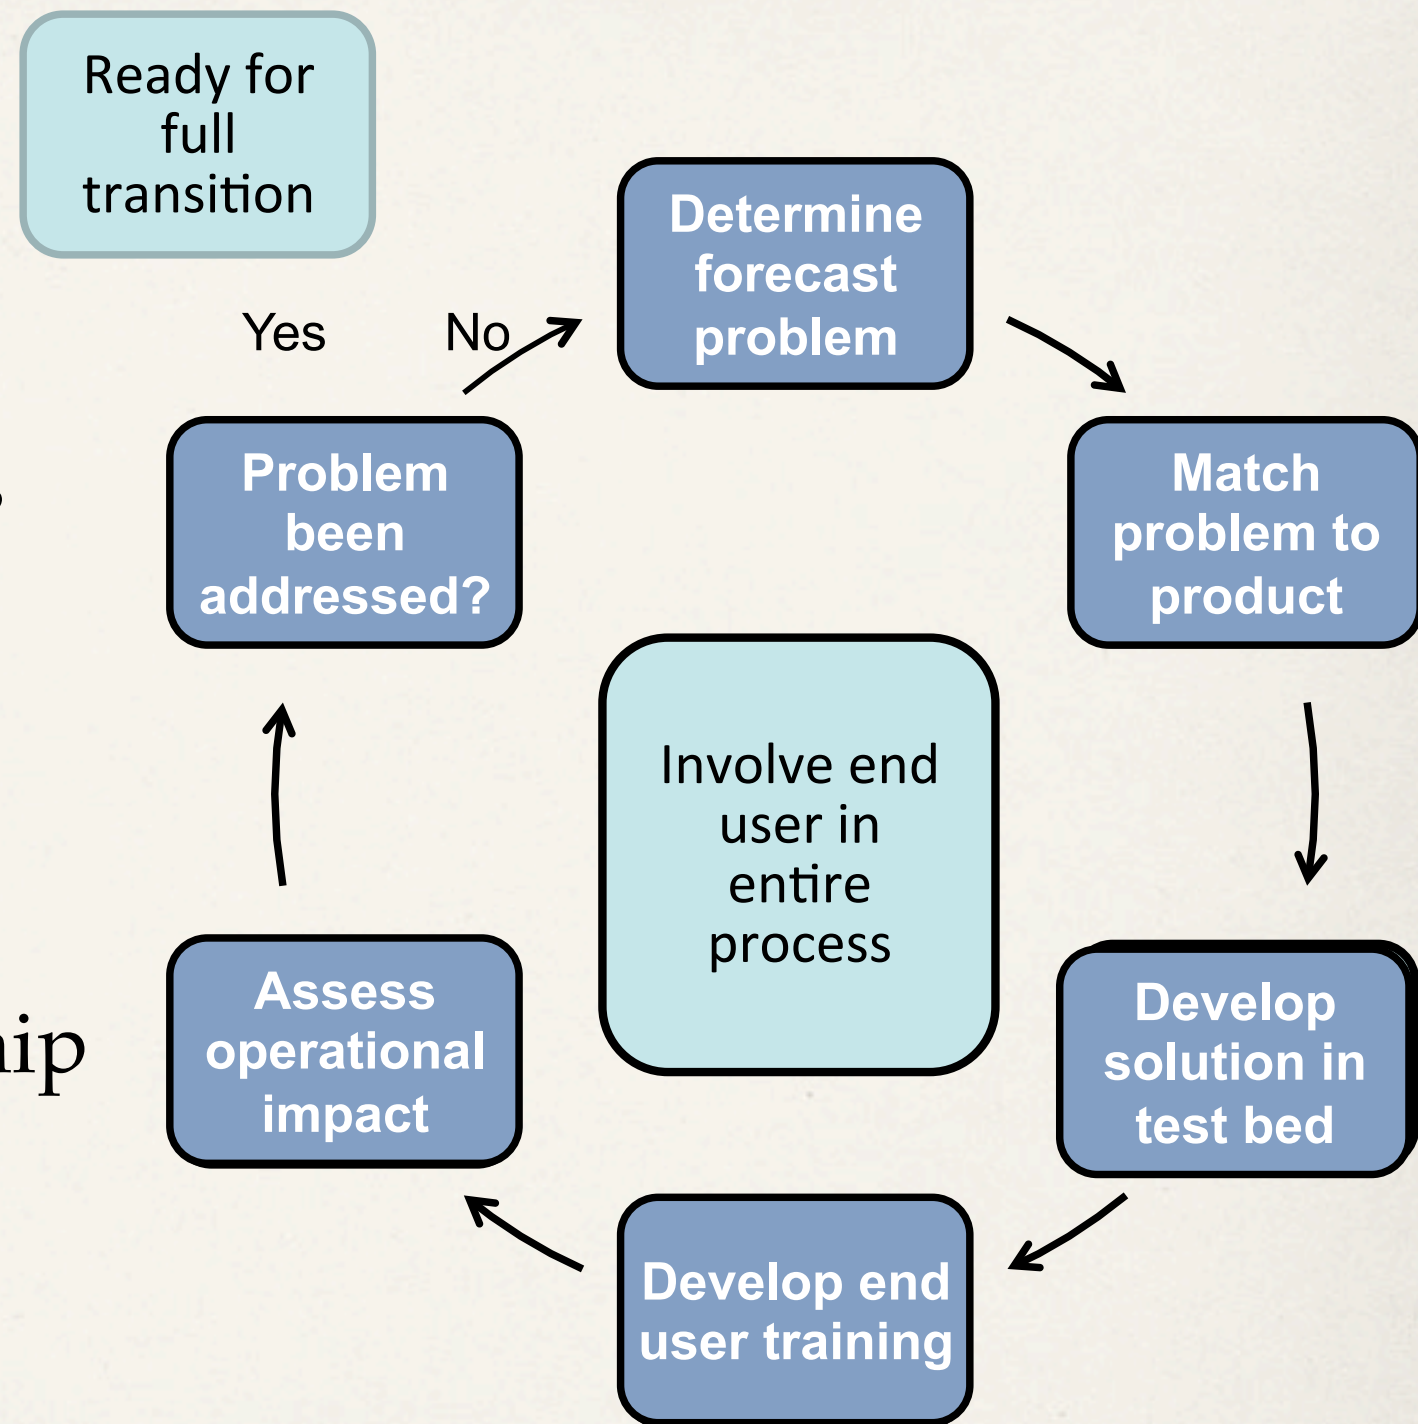 Ready for
full
transition
Yes
No
Determine
forecast
problem
Match
problem to
product
Develop
solution in
test bed
Develop end
user training
Assess
operational
impact
Problem
been
addressed?
Involve end
user in
entire
process